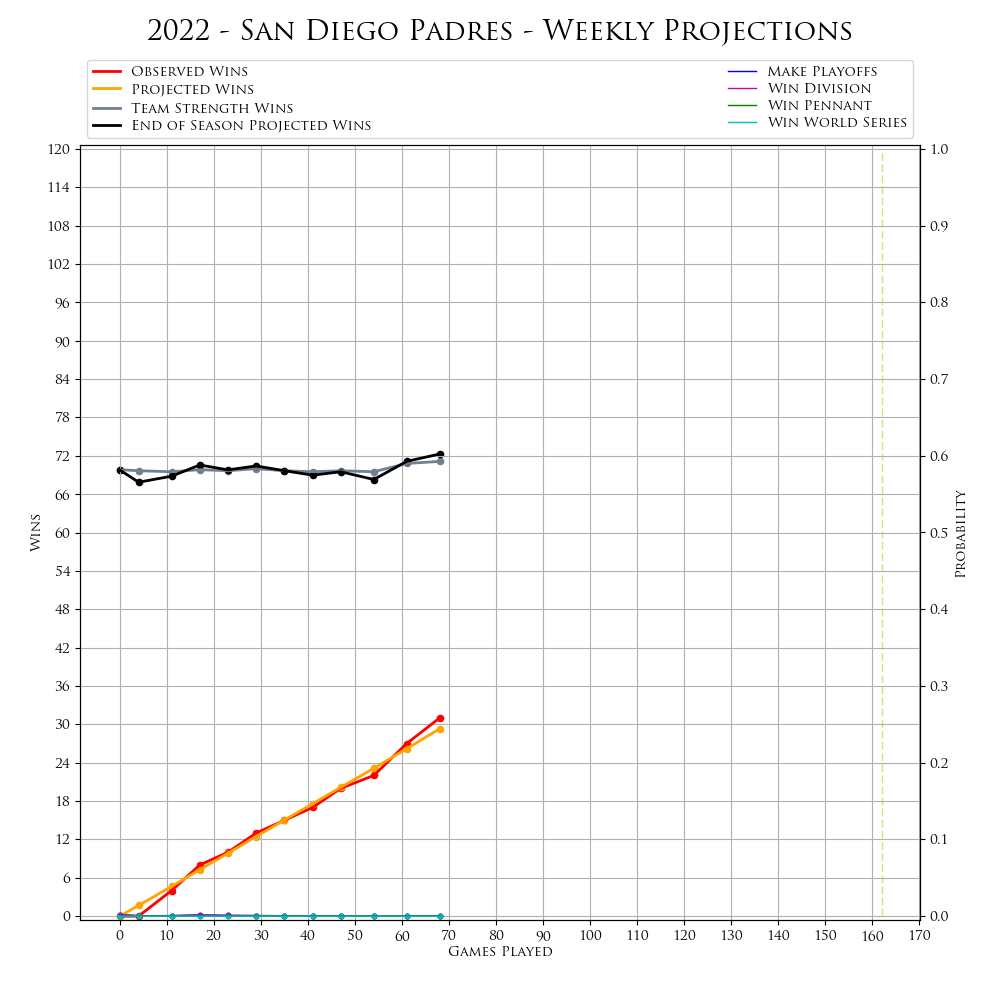 2022 - San Diego Padres - Weekly Projections
Observed Wins
Projected Wins
Team Strength Wins
End of Season Projected Wins
Make Playoffs
Win Division
Win Pennant
Win World Series
120
114
108
102
96
90
84
78
72
66
60
54
48
42
36
30
24
18
12
6
0
Wins
1.0
0.9
0.8
0.7
0.6
0.5
0.4
0.3
0.2
0.1
0.0
Probability
0 10 20 30 40 50 60 70 80 90 100 110 120 130 140 150 160 170
Games Played